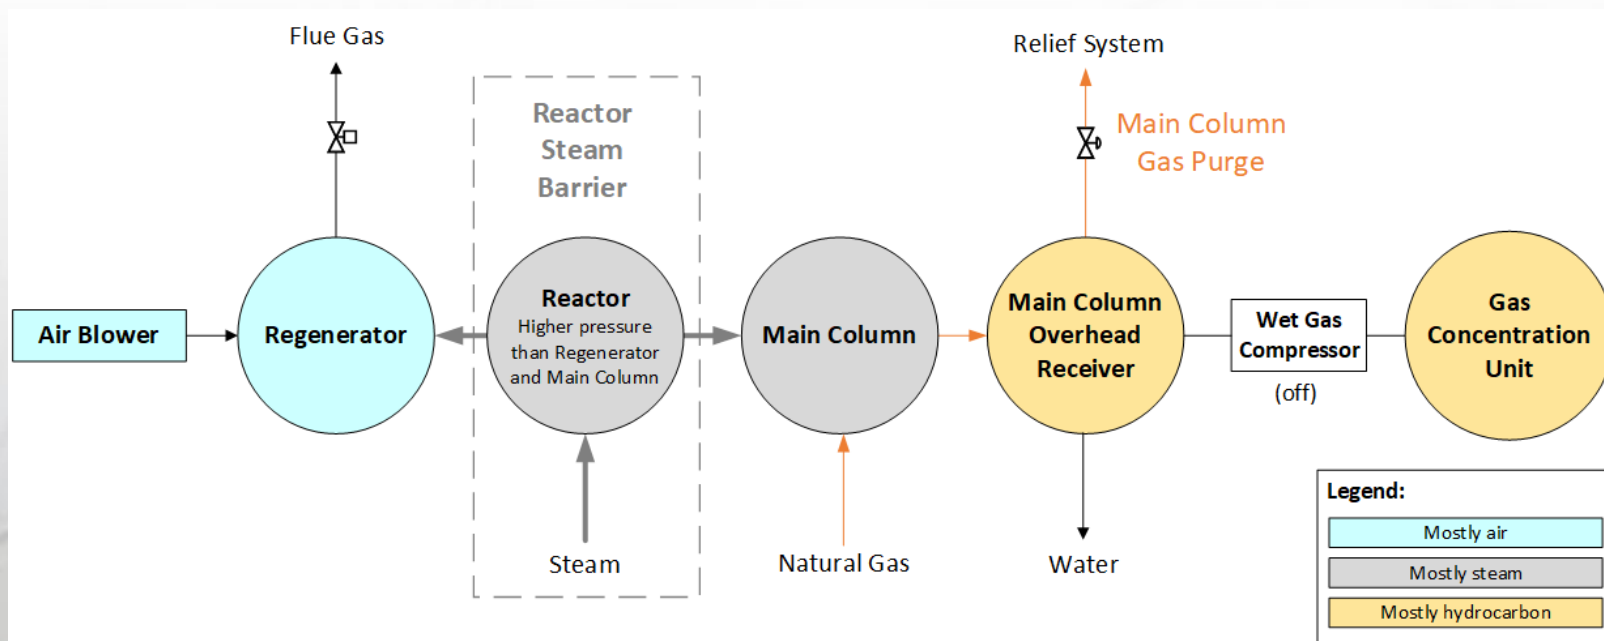 Flue Gas
Relief System
Reactor
Steam
Barrier
Main Column
Gas Purge
Air Blower
Regenerator
Reactor
Higher pressure
than Regenerator
and Main Column
Main Column
Main Column
Overhead
Receiver
Wet Gas
Compressor
(off)
Gas
Concentration
Unit
Steam
Natural Gas
Water
Legend:
Mostly air
Mostly steam
Mostly hydrocarbon